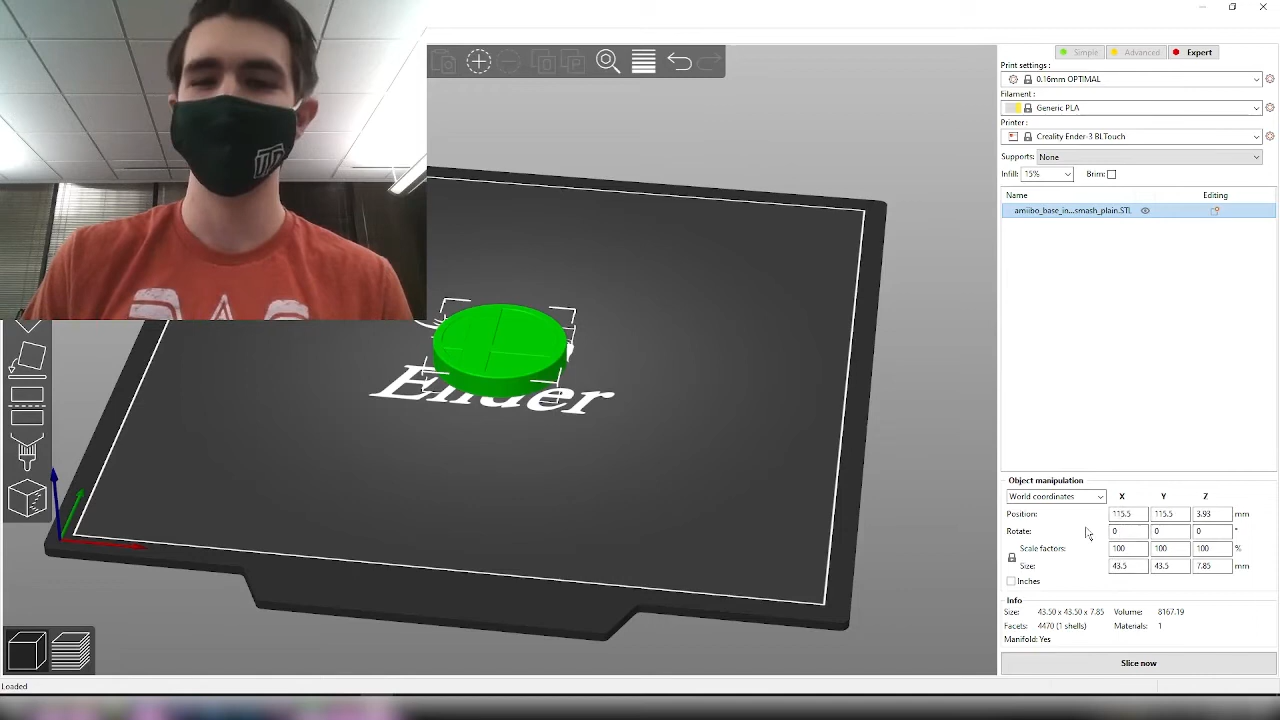 Simple Advanced Expert
Print settings:
0.16mm OPTIMAL
Filament:
Generic PLA
Printer:
Creality Ender-3 BLTouch
Supports: None
Infill: 15% Brim:
Name Editing
amiibo_base_in...smash_plain.STL
Ender
Object manipulation
World coordinates X Y Z
Position: 115.5 115.5 3.93 mm
Rotate: 0 0 0 °
Scale factors: 100 100 100 %
Size: 43.5 43.5 7.85 mm
Inches
Info
Size: 43.50 x 43.50 x 7.85 Volume: 8167.19
Facets: 4470 (1 shells) Materials: 1
Manifold: Yes
Slice now
Loaded